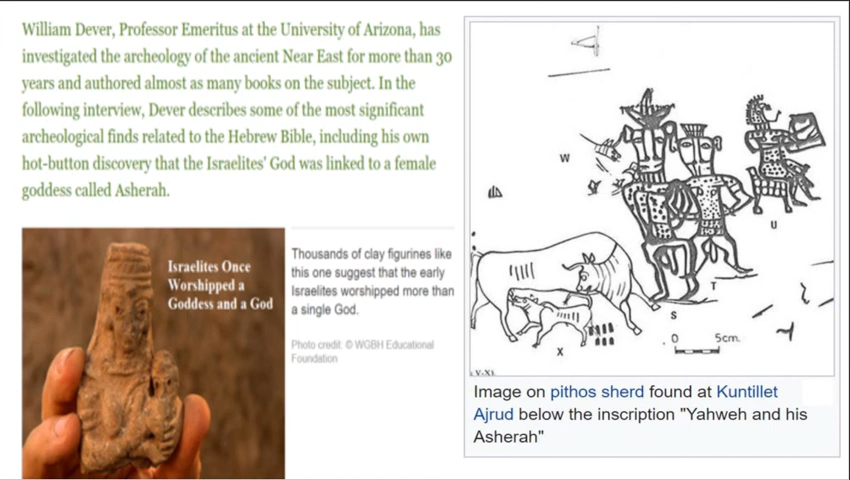 William Dever, Professor Emeritus at the University of Arizona, has
investigated the archeology of the ancient Near East for more than 30
years and authored almost as many books on the subject. In the
following interview, Dever describes some of the most significant
archeological finds related to the Hebrew Bible, including his own
hot-button discovery that the Israelites' God was linked to a female
goddess called Asherah.
Israelites Once
Worshipped a
Goddess and a God
Thousands of clay figurines like
this one suggest that the early
Israelites worshipped more than
a single God.
Photo credit: © WGBH Educational
Foundation
W
U
T
S
X
0 5cm.
Image on pithos sherd found at Kuntillet
Ajrud below the inscription "Yahweh and his
Asherah"